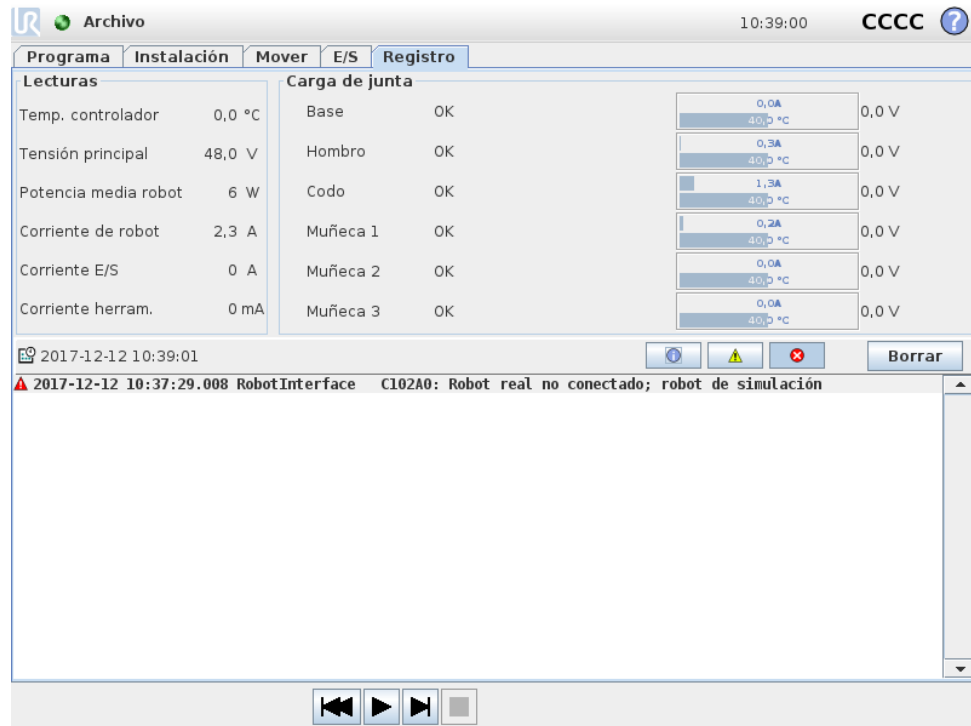 UR Archivo 10:39:00 CCCC ?
Programa Instalación Mover E/S Registro
Lecturas Carga de junta
Temp. controlador 0,0 °C
Tensión principal 48,0 V
Potencia media robot 6 W
Corriente de robot 2,3 A
Corriente E/S 0 A
Corriente herram. 0 mA
Base OK 0,0A 40,0 °C 0,0 V
Hombro OK 0,3A 40,0 °C 0,0 V
Codo OK 1,3A 40,0 °C 0,0 V
Muñeca 1 OK 0,2A 40,0 °C 0,0 V
Muñeca 2 OK 0,0A 40,0 °C 0,0 V
Muñeca 3 OK 0,0A 40,0 °C 0,0 V
2017-12-12 10:39:01 Borrar
2017-12-12 10:37:29.008 RobotInterface C102A0: Robot real no conectado; robot de simulación